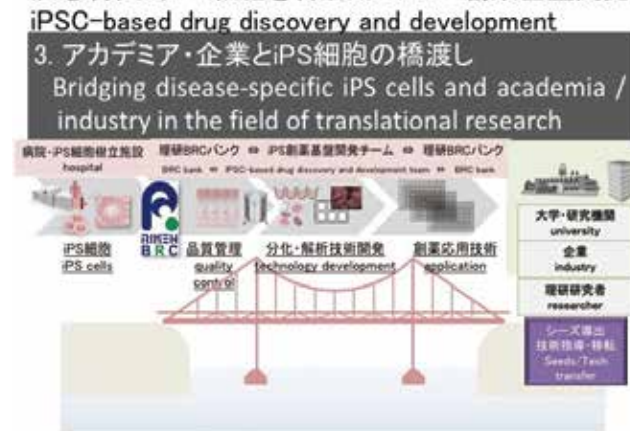 iPSC-based drug discovery and development
3. アカデミア・企業とiPS細胞の橋渡し
Bridging disease-specific iPS cells and academia /
industry in the field of translational research
病院・iPS細胞樹立施設
hospital
理研BRCバンク ⇔ iPS創薬基盤開発チーム ⇔ 理研BRCバンク
BRC bank ⇔ iPSC-based drug discovery and development team ⇔ BRC bank
RIKEN
BRC
iPS細胞
iPS cells
品質管理
quality
control
分化・解析技術開発
technology development
創薬応用技術
application
大学・研究機関
university
企業
industry
理研研究者
researcher
シーズ導出
技術指導・移転
Seeds/Tech
transfer